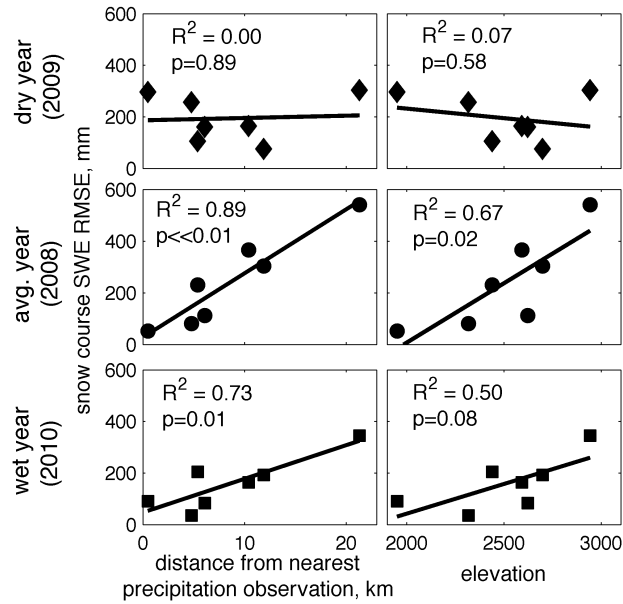 600
400
200
0
dry year
(2009)
R² = 0.00
p=0.89
R² = 0.07
p=0.58
600
400
200
0
avg. year
(2008)
snow course SWE RMSE, mm
R² = 0.89
p<<0.01
R² = 0.67
p=0.02
600
400
200
0
wet year
(2010)
R² = 0.73
p=0.01
R² = 0.50
p=0.08
0 10 20
2000 2500 3000
distance from nearest
precipitation observation, km
elevation